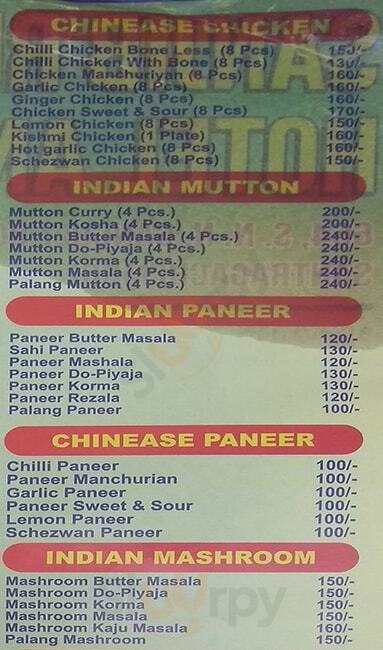 CHINEASE CHICKEN
Chilli Chicken Bone Less (8 Pcs) 150/-
Chilli Chicken With Bone (8 Pcs) 130/-
Chicken Manchuriyan (8 Pcs) 160/-
Garlic Chicken (8 Pcs) 160/-
Ginger Chicken (8 Pcs) 160/-
Chicken Sweet & Sour (8 Pcs) 170/-
Lemon Chicken (8 Pcs) 150/-
Kishmi Chicken (1 Plate) 160/-
Hot garlic Chicken (8 Pcs) 160/-
Schezwan Chicken (8 Pcs) 150/-
INDIAN MUTTON
Mutton Curry (4 Pcs.) 200/-
Mutton Kosha (4 Pcs.) 200/-
Mutton Butter Masala (4 Pcs.) 240/-
Mutton Do-Piyaja (4 Pcs.) 240/-
Mutton Korma (4 Pcs.) 240/-
Mutton Masala (4 Pcs.) 240/-
Palang Mutton (4 Pcs.) 240/-
INDIAN PANEER
Paneer Butter Masala 120/-
Sahi Paneer 130/-
Paneer Mashala 120/-
Paneer Do-Piyaja 130/-
Paneer Korma 130/-
Paneer Rezala 120/-
Palang Paneer 100/-
CHINEASE PANEER
Chilli Paneer 100/-
Paneer Manchurian 100/-
Garlic Paneer 100/-
Paneer Sweet & Sour 100/-
Lemon Paneer 100/-
Schezwan Paneer 100/-
INDIAN MASHROOM
Mashroom Butter Masala 150/-
Mashroom Do-Piyaja 150/-
Mashroom Korma 150/-
Mashroom Masala 150/-
Mashroom Kaju Masala 160/-
Palang Mashroom 150/-